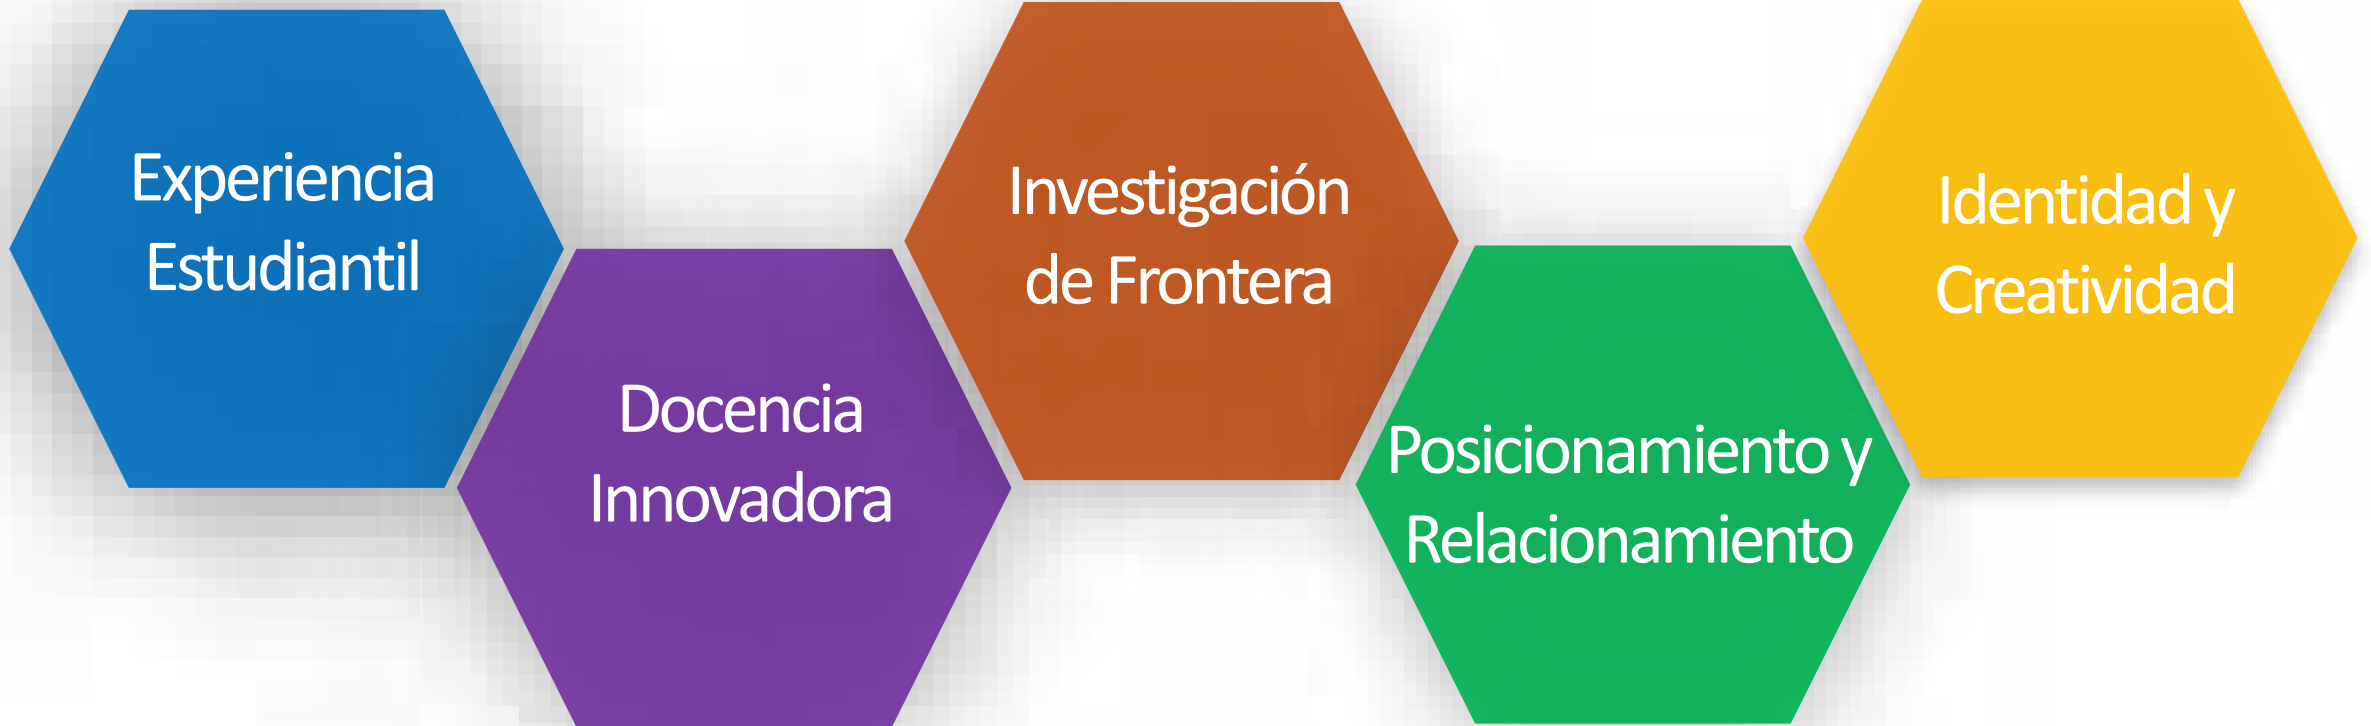 Experiencia
Estudiantil
Docencia
Innovadora
Investigación
de Frontera
Posicionamiento y
Relacionamiento
Identidad y
Creatividad